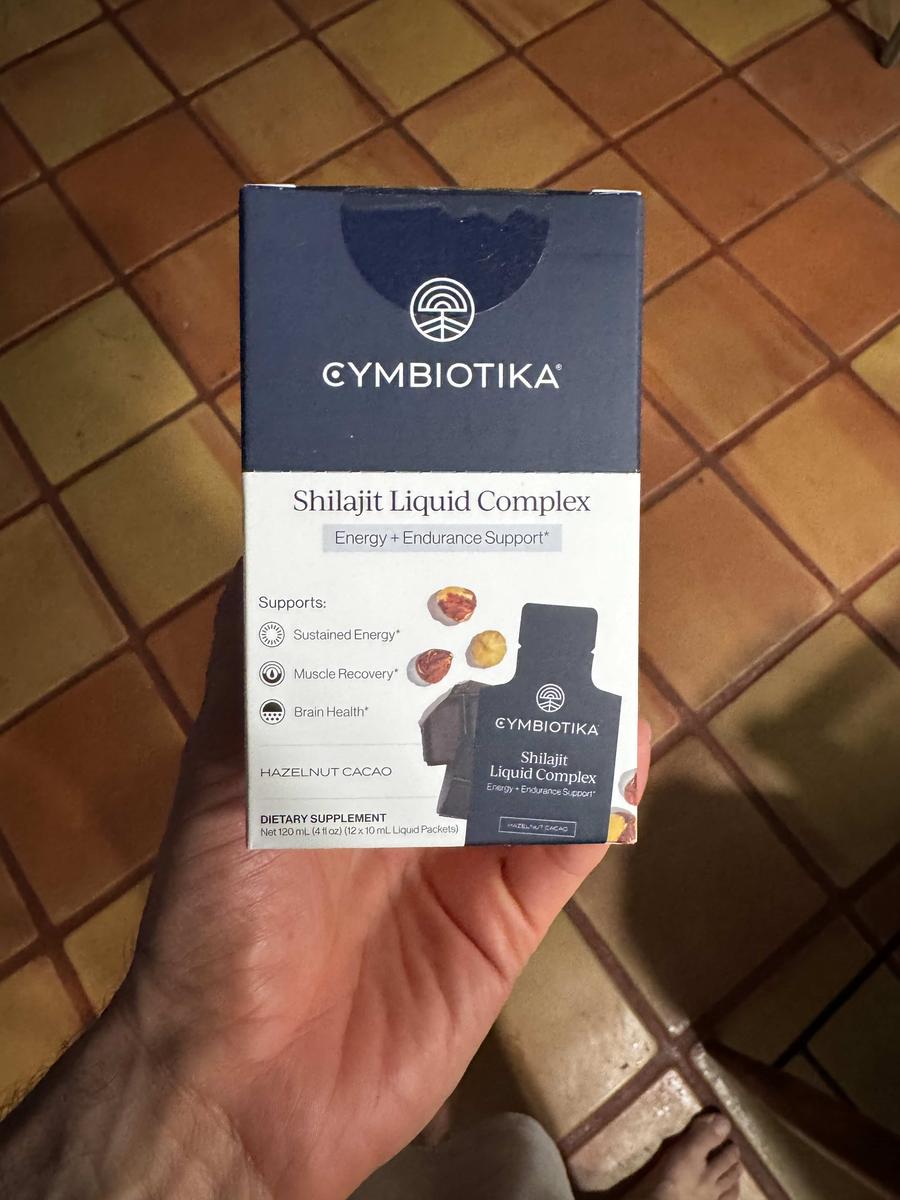 CYMBIOTIKA®
Shilajit Liquid Complex
Energy + Endurance Support*
Supports:
Sustained Energy*
Muscle Recovery*
Brain Health*
HAZELNUT CACAO
DIETARY SUPPLEMENT
Net 120 mL (4 fl oz) (12 x 10 mL Liquid Packets)
CYMBIOTIKA
Shilajit
Liquid Complex
Energy + Endurance Support*
HAZELNUT CACAO